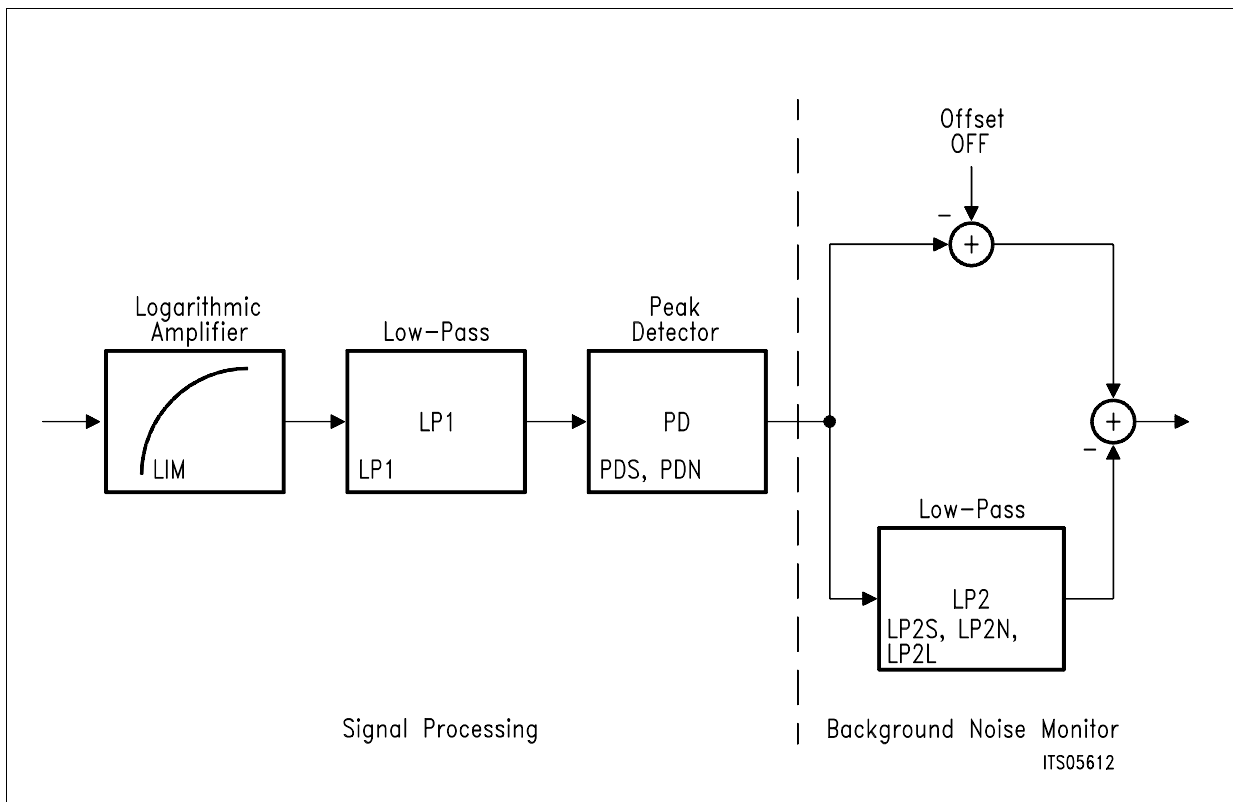 Offset
OFF
−
+
Logarithmic
Amplifier
Low-Pass
Peak
Detector
LIM
LP1
LP1
PD
PDS, PDN
+
−
Low-Pass
LP2
LP2S, LP2N,
LP2L
Signal Processing
Background Noise Monitor
ITS05612